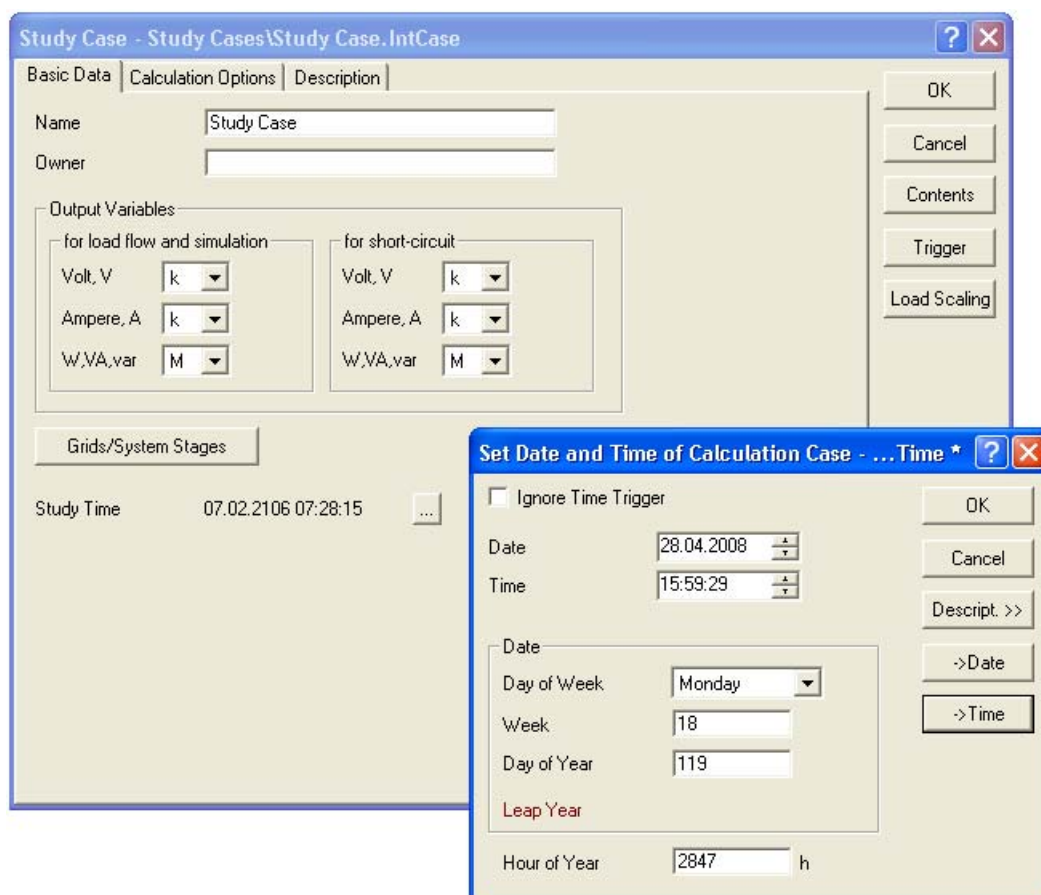 Study Case - Study Cases\Study Case.IntCase
Basic Data Calculation Options Description
OK
Name Study Case
Cancel
Owner
Contents
Output Variables
for load flow and simulation for short-circuit
Trigger
Volt, V k Volt, V k
Load Scaling
Ampere, A k Ampere, A k
W,VA,var M W,VA,var M
Grids/System Stages
Study Time 07.02.2106 07:28:15 ...
Set Date and Time of Calculation Case - ...Time *
Ignore Time Trigger
OK
Date 28.04.2008
Cancel
Time 15:59:29
Descript. >>
Date
->Date
Day of Week Monday
->Time
Week 18
Day of Year 119
Leap Year
Hour of Year 2847 h